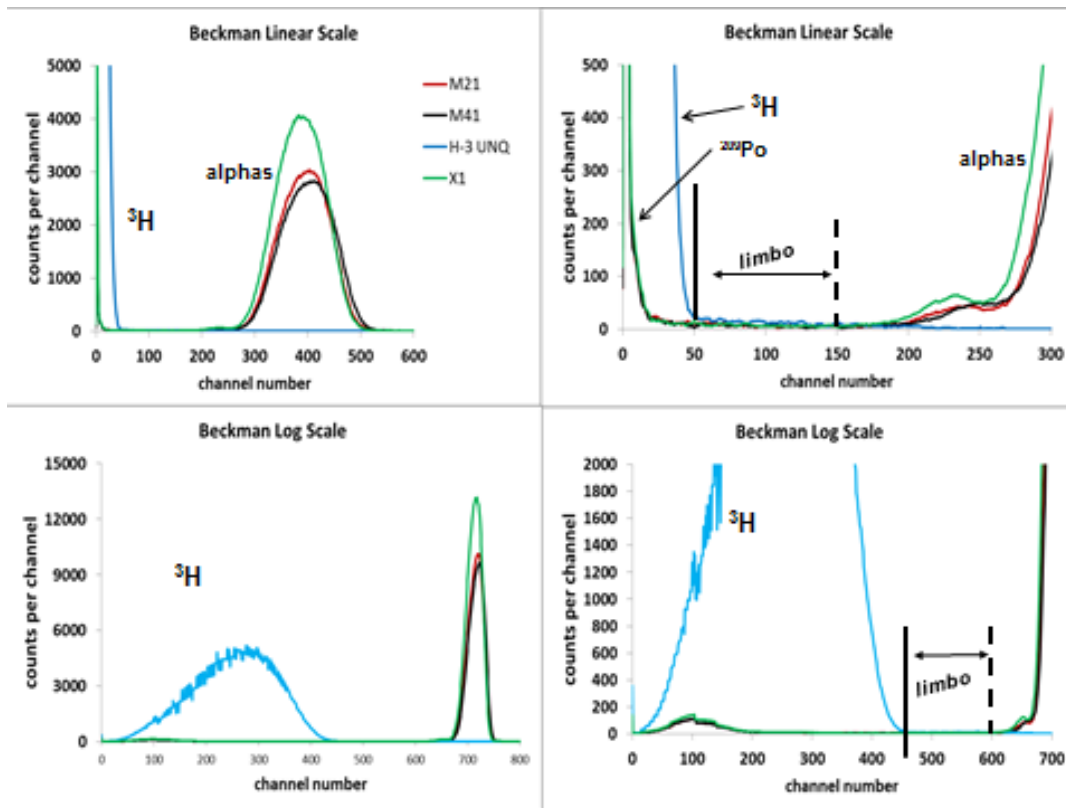 Beckman Linear Scale
counts per channel
5000
4000
3000
2000
1000
0
³H
alphas
M21
M41
H-3 UNQ
X1
0 100 200 300 400 500 600
channel number
Beckman Linear Scale
counts per channel
500
400
300
200
100
0
³H
²⁰⁹Po
alphas
limbo
0 50 100 150 200 250 300
channel number
Beckman Log Scale
counts per channel
15000
12000
9000
6000
3000
0
³H
0 100 200 300 400 500 600 700 800
channel number
Beckman Log Scale
counts per channel
2000
1800
1600
1400
1200
1000
800
600
400
200
0
³H
limbo
0 100 200 300 400 500 600 700
channel number